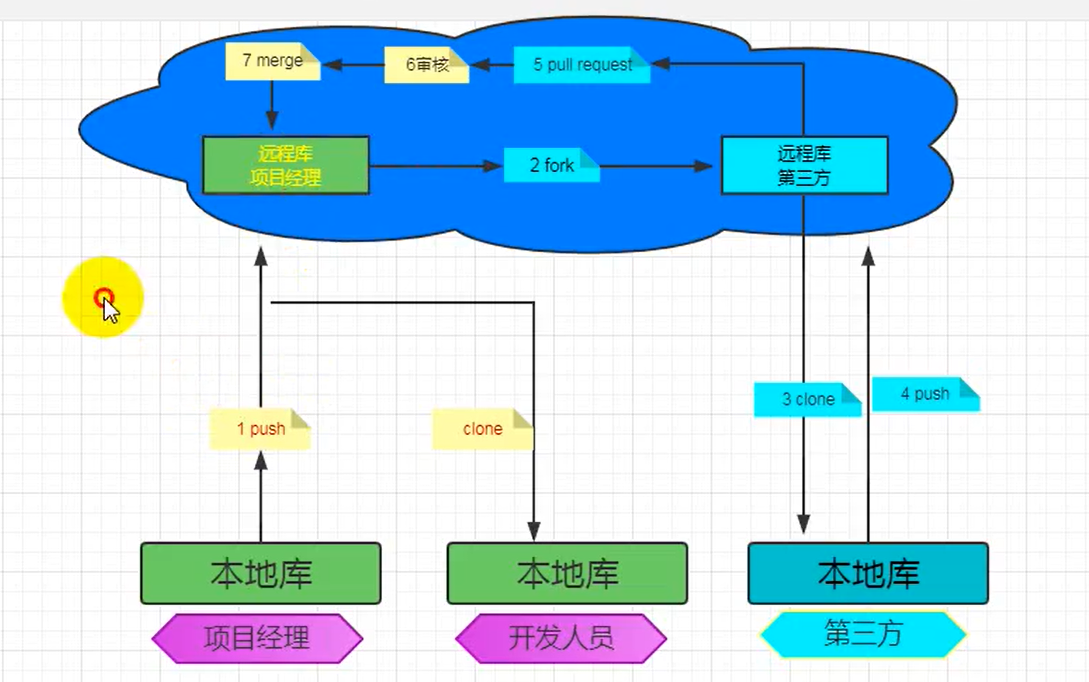 7 merge
6审核
5 pull request
远程库
项目经理
2 fork
远程库
第三方
1 push
clone
3 clone
4 push
本地库
本地库
本地库
项目经理
开发人员
第三方